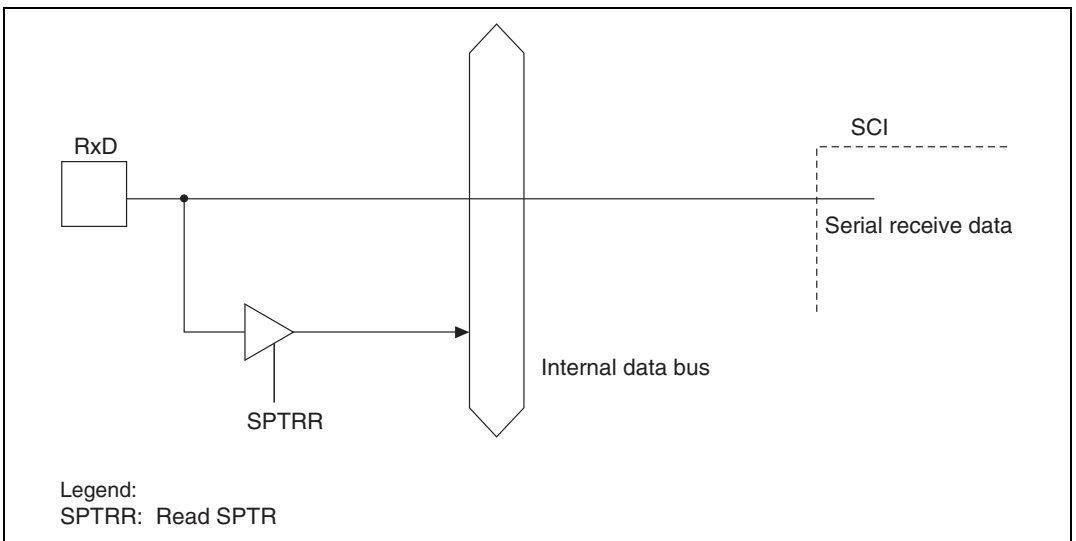 SCI
RxD
Serial receive data
Internal data bus
SPTRR
Legend:
SPTRR: Read SPTR